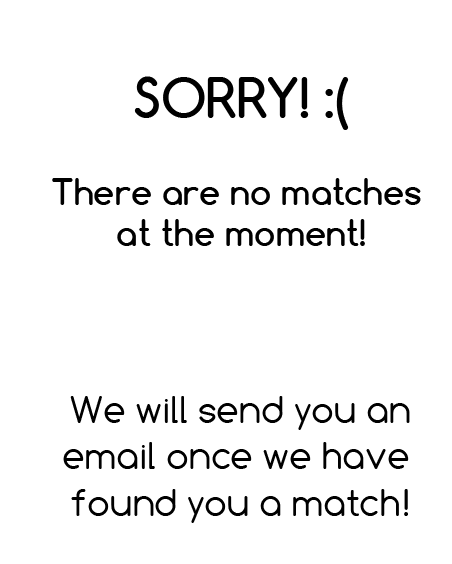 SORRY! :(
There are no matches
at the moment!
We will send you an
email once we have
found you a match!